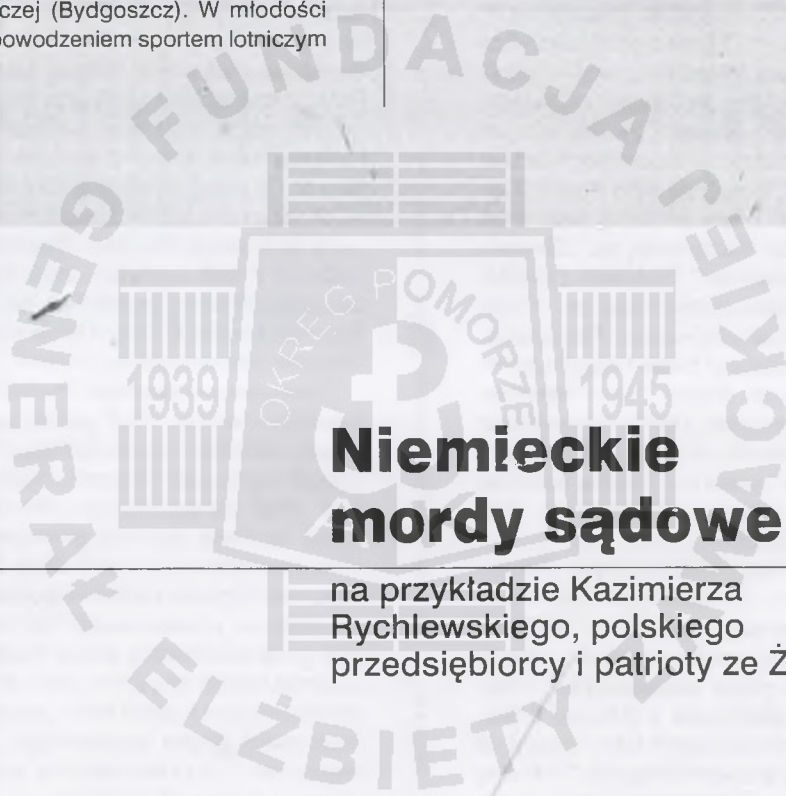 czej (Bydgoszcz). W młodości
powodzeniem sportem lotniczym
FUNDACJA GENERAŁ ELŻBIETY ZAWACKIEJ
OKRĘG POMORZE
1939
1945
AK
Niemieckie
mordy sądowe
na przykładzie Kazimierza
Rychlewskiego, polskiego
przedsiębiorcy i patrioty ze